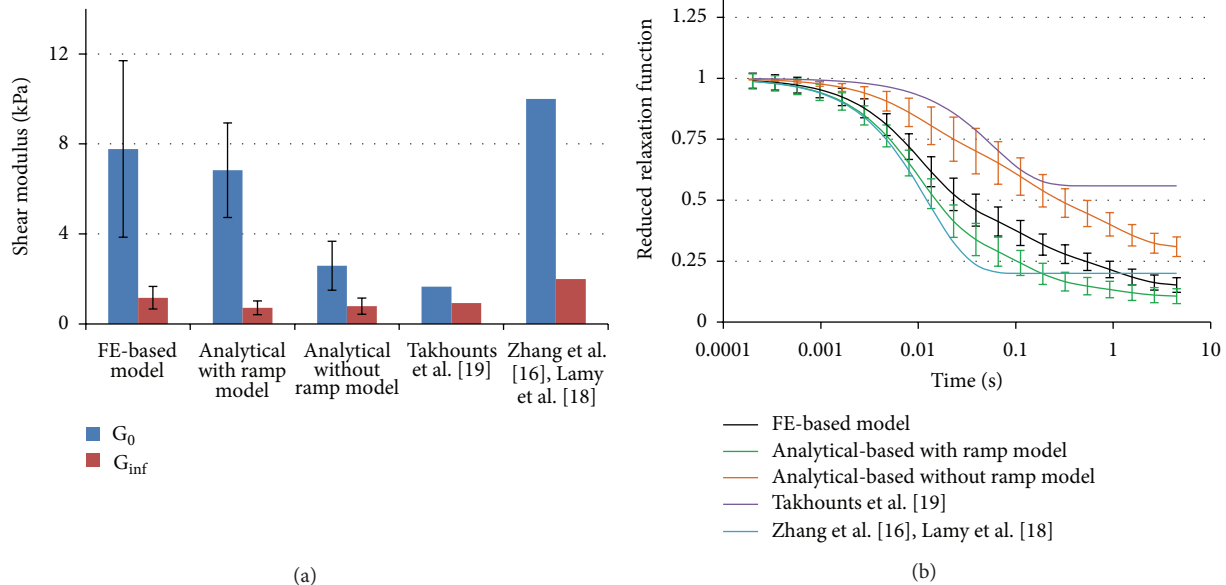 Shear modulus (kPa)
12
8
4
0
FE-based
model
Analytical
with ramp
model
Analytical
without
ramp model
Takhounts
et al. [19]
Zhang et al.
[16], Lamy
et al. [18]
G0
Ginf
(a)
Reduced relaxation function
1.25
1
0.75
0.5
0.25
0
0.0001
0.001
0.01
0.1
1
10
Time (s)
FE-based model
Analytical-based with ramp model
Analytical-based without ramp model
Takhounts et al. [19]
Zhang et al. [16], Lamy et al. [18]
(b)